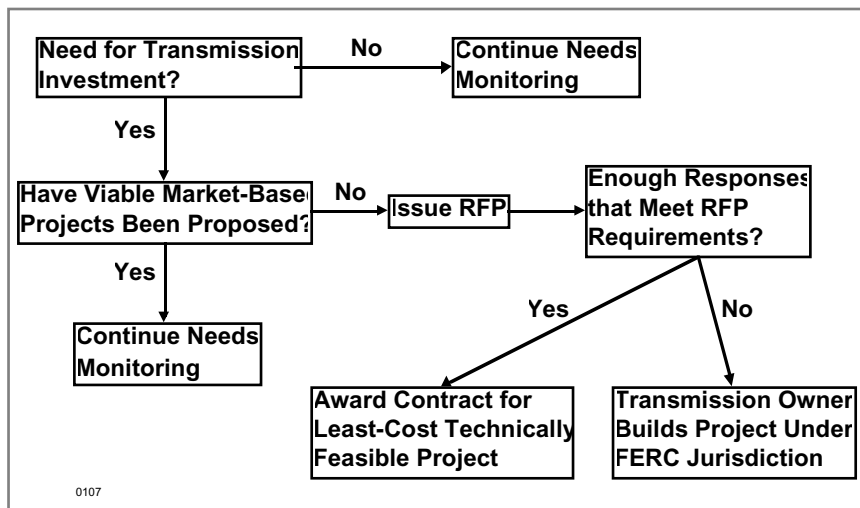 Need for Transmission
Investment?
No
Continue Needs
Monitoring
Yes
Have Viable Market-Based
Projects Been Proposed?
No
Issue RFP
Enough Responses
that Meet RFP
Requirements?
Yes
Continue Needs
Monitoring
Yes
No
Award Contract for
Least-Cost Technically
Feasible Project
Transmission Owner
Builds Project Under
FERC Jurisdiction
0107